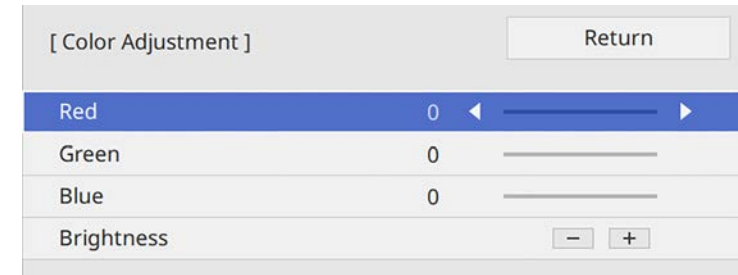 [ Color Adjustment ]
Return
Red 0
Green 0
Blue 0
Brightness − +